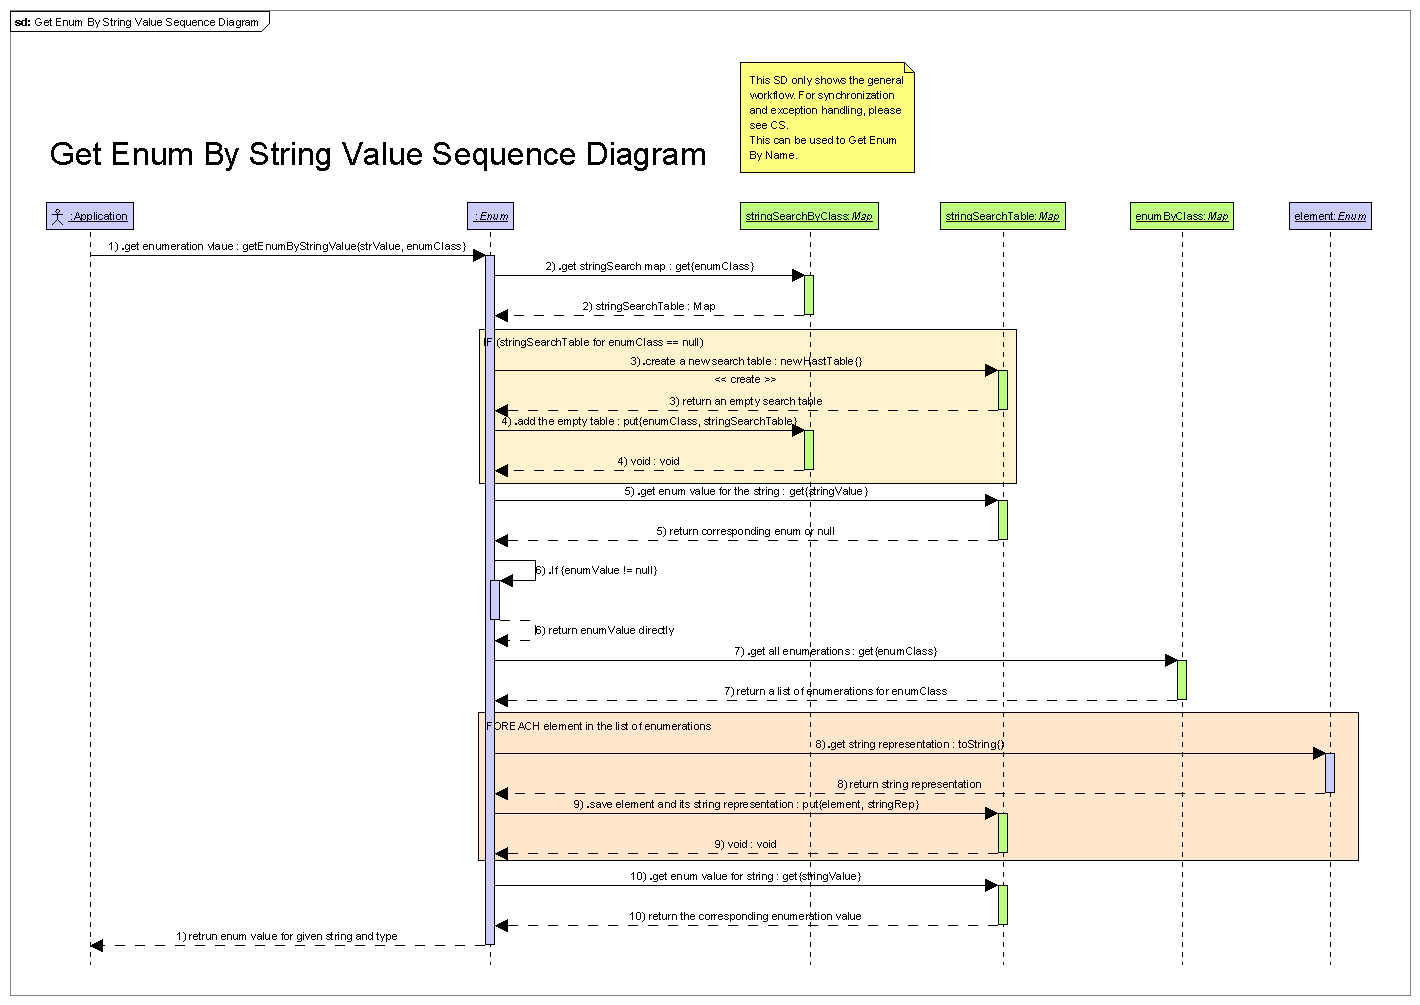 sd: Get Enum By String Value Sequence Diagram
This SD only shows the general
workflow. For synchronization
and exception handling, please
see CS.
This can be used to Get Enum
By Name.
Get Enum By String Value Sequence Diagram
:Application
:Enum
stringSearchByClass:Map
stringSearchTable:Map
enumByClass:Map
element:Enum
1) .get enumeration vlaue : getEnumByStringValue{strValue, enumClass}
2) .get stringSearch map : get{enumClass}
2) stringSearchTable : Map
IF (stringSearchTable for enumClass == null)
3) .create a new search table : new HastTable{}
<< create >>
3) return an empty search table
4) .add the empty table : put{enumClass, stringSearchTable}
4) void : void
5) .get enum value for the string : get{stringValue}
5) return corresponding enum or null
6) .If {enumValue != null}
6) return enumValue directly
7) .get all enumerations : get{enumClass}
7) return a list of enumerations for enumClass
FOREACH element in the list of enumerations
8) .get string representation : toString{}
8) return string representation
9) .save element and its string representation : put{element, stringRep}
9) void : void
10) .get enum value for string : get{stringValue}
10) return the corresponding enumeration value
1) retrun enum value for given string and type